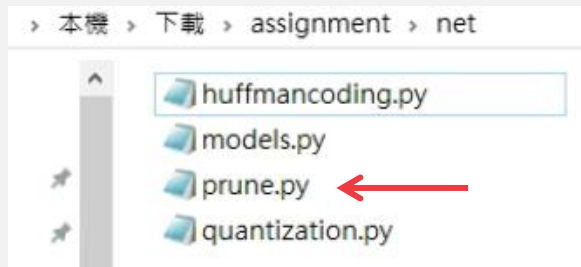 › 本機 › 下載 › assignment › net
huffmancoding.py
models.py
prune.py
quantization.py